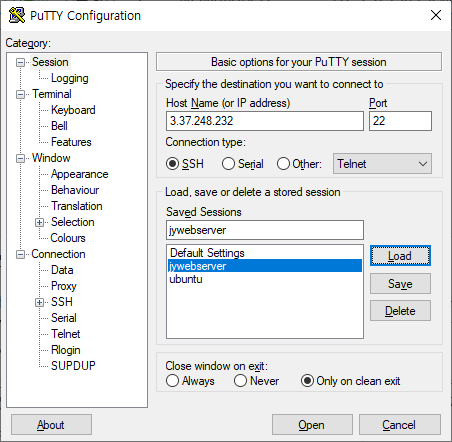 PuTTY Configuration
Category:
Session
Logging
Terminal
Keyboard
Bell
Features
Window
Appearance
Behaviour
Translation
Selection
Colours
Connection
Data
Proxy
SSH
Serial
Telnet
Rlogin
SUPDUP
Basic options for your PuTTY session
Specify the destination you want to connect to
Host Name (or IP address) Port
3.37.248.232 22
Connection type:
SSH Serial Other: Telnet
Load, save or delete a stored session
Saved Sessions
jywebserver
Default Settings
jywebserver
ubuntu
Load
Save
Delete
Close window on exit:
Always Never Only on clean exit
About Open Cancel